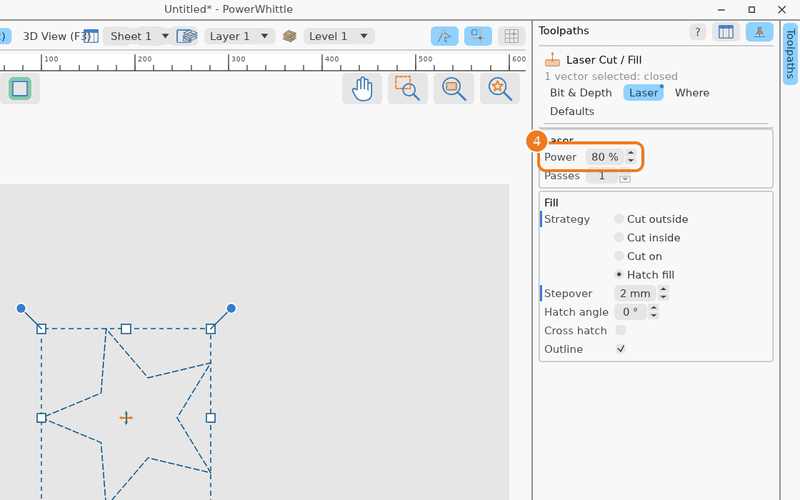 Untitled* - PowerWhittle
2) 3D View (F3) Sheet 1 Layer 1 Level 1
100 200 300 400 500 600
Toolpaths ?
Toolpaths
Laser Cut / Fill
1 vector selected: closed
Bit & Depth Laser Where
Defaults
4
Power 80 %
Passes 1
Fill
Strategy Cut outside
Cut inside
Cut on
Hatch fill
Stepover 2 mm
Hatch angle 0 °
Cross hatch
Outline